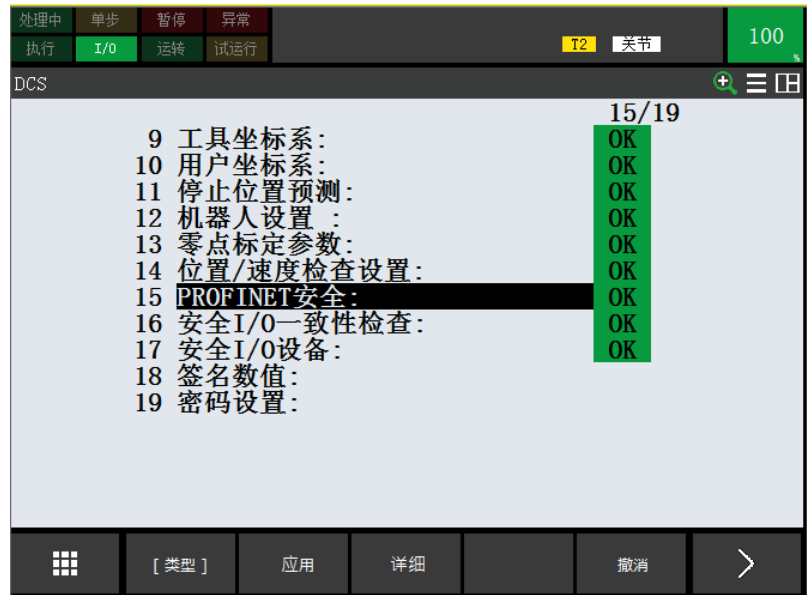 处理中 单步 暂停 异常
执行 I/O 运转 试运行
T2 关节
100 %
DCS
15/19
9 工具坐标系: OK
10 用户坐标系: OK
11 停止位置预测: OK
12 机器人设置 : OK
13 零点标定参数: OK
14 位置/速度检查设置: OK
15 PROFINET安全: OK
16 安全I/O一致性检查: OK
17 安全I/O设备: OK
18 签名数值:
19 密码设置:
[ 类型 ] 应用 详细 撤消